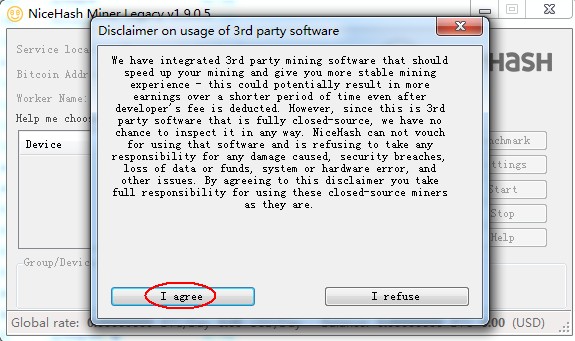 NiceHash Miner Legacy v1.9.0.5
Disclaimer on usage of 3rd party software
Service loca
Bitcoin Addr
Worker Name:
Help me choo
Device
We have integrated 3rd party mining software that should
speed up your mining and give you more stable mining
experience - this could potentially result in more
earnings over a shorter period of time even after
developer's fee is deducted. However, since this is 3rd
party software that is fully closed-source, we have no
chance to inspect it in any way. NiceHash can not vouch
for using that software and is refusing to take any
responsibility for any damage caused, security breaches,
loss of data or funds, system or hardware error, and
other issues. By agreeing to this disclaimer you take
full responsibility for using these closed-source miners
as they are.
HASH
nchmark
ttings
Start
Stop
Help
Group/Devic
I agree
I refuse
Global rate:
00 (USD)